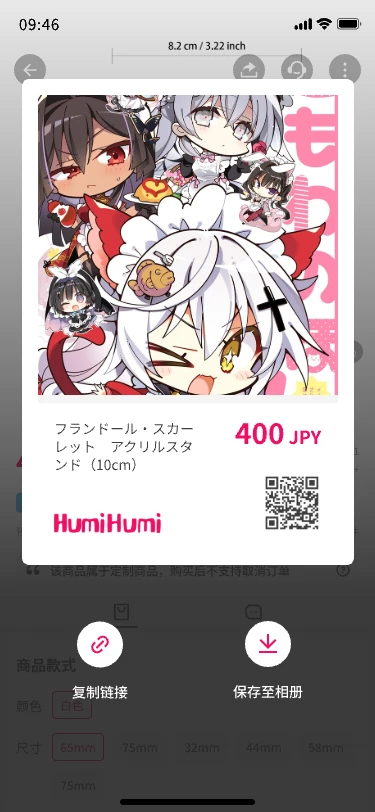 09:46
8.2 cm / 3.22 inch
フランドール・スカー
レット　アクリルスタ
ンド（10cm）
400 JPY
HumiHumi
该商品属于定制商品，购买后不支持取消订单
复制链接
保存至相册
商品款式
颜色 白色
尺寸 65mm 75mm 32mm 44mm 58mm
75mm